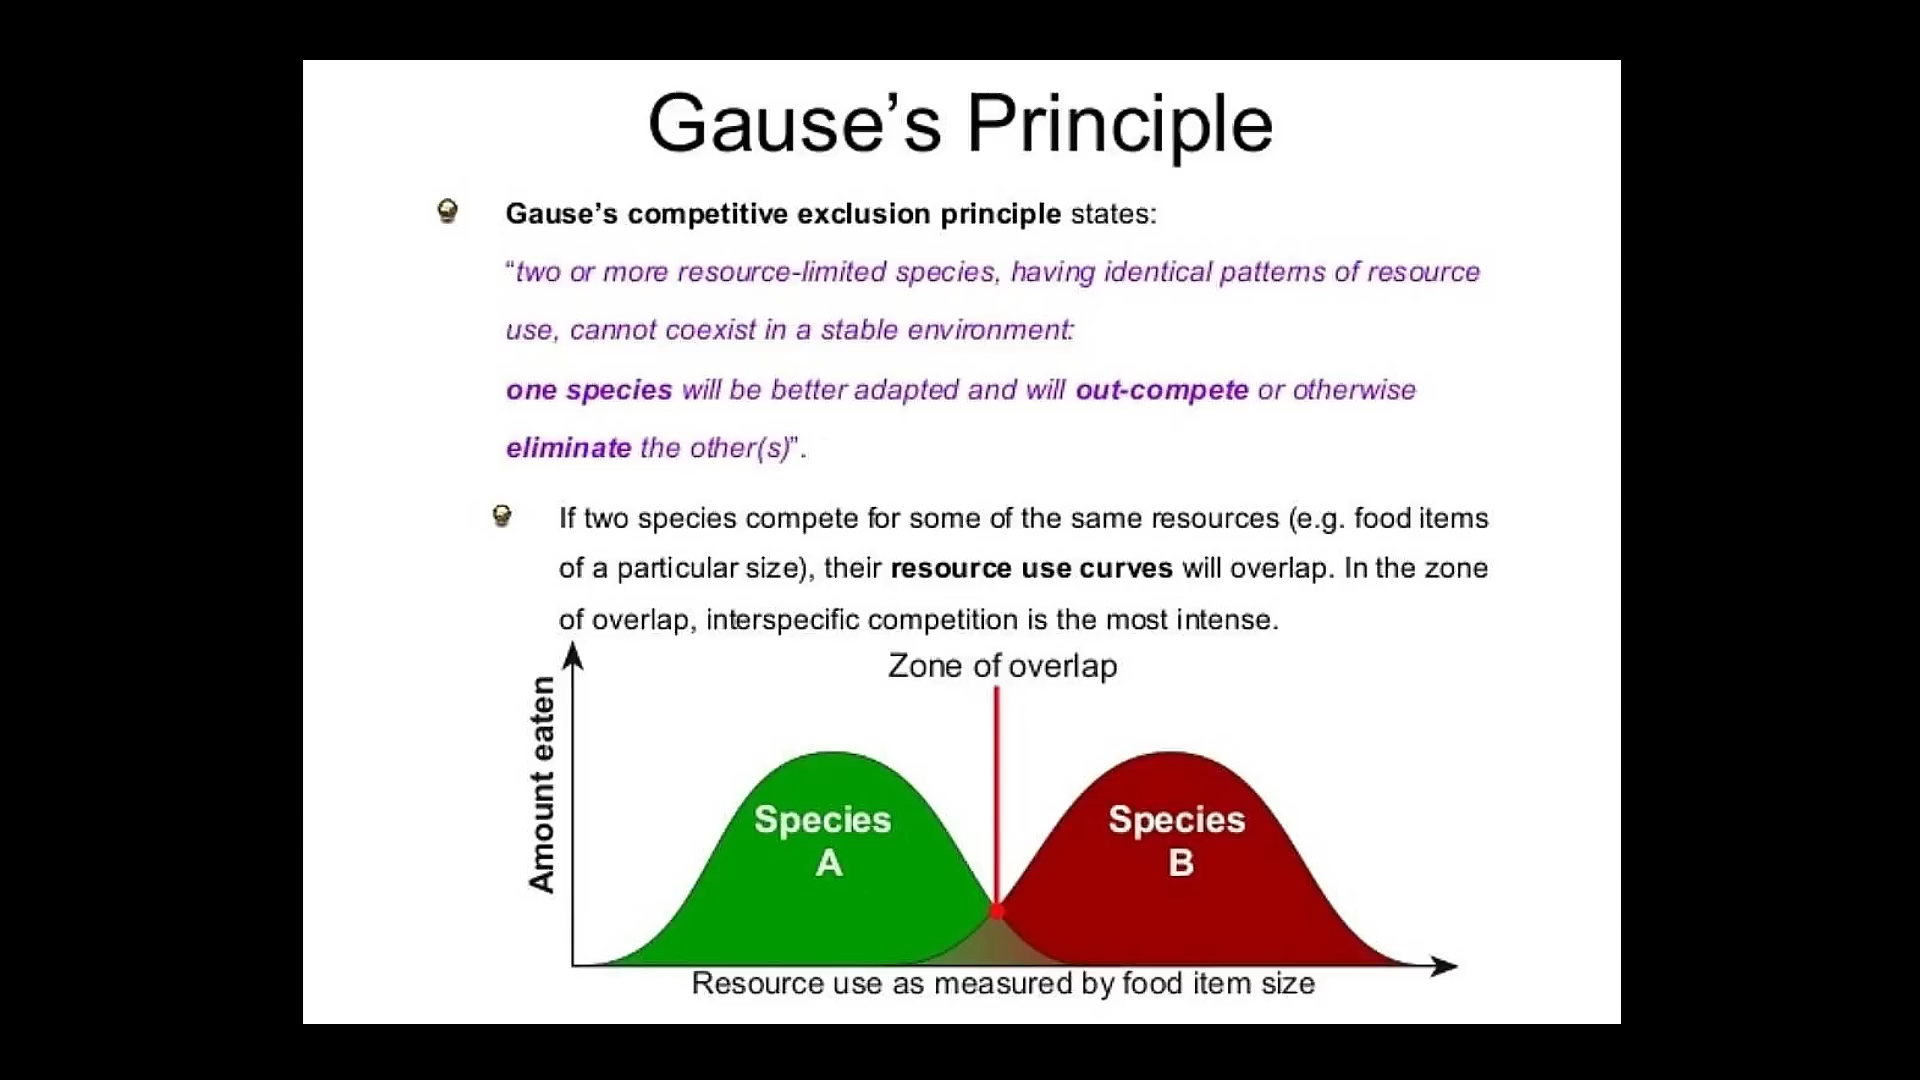 Gause's Principle
Gause's competitive exclusion principle states:
“two or more resource-limited species, having identical patterns of resource
use, cannot coexist in a stable environment:
one species will be better adapted and will out-compete or otherwise
eliminate the other(s)”.
If two species compete for some of the same resources (e.g. food items
of a particular size), their resource use curves will overlap. In the zone
of overlap, interspecific competition is the most intense.
Zone of overlap
Amount eaten
Species
A
Species
B
Resource use as measured by food item size